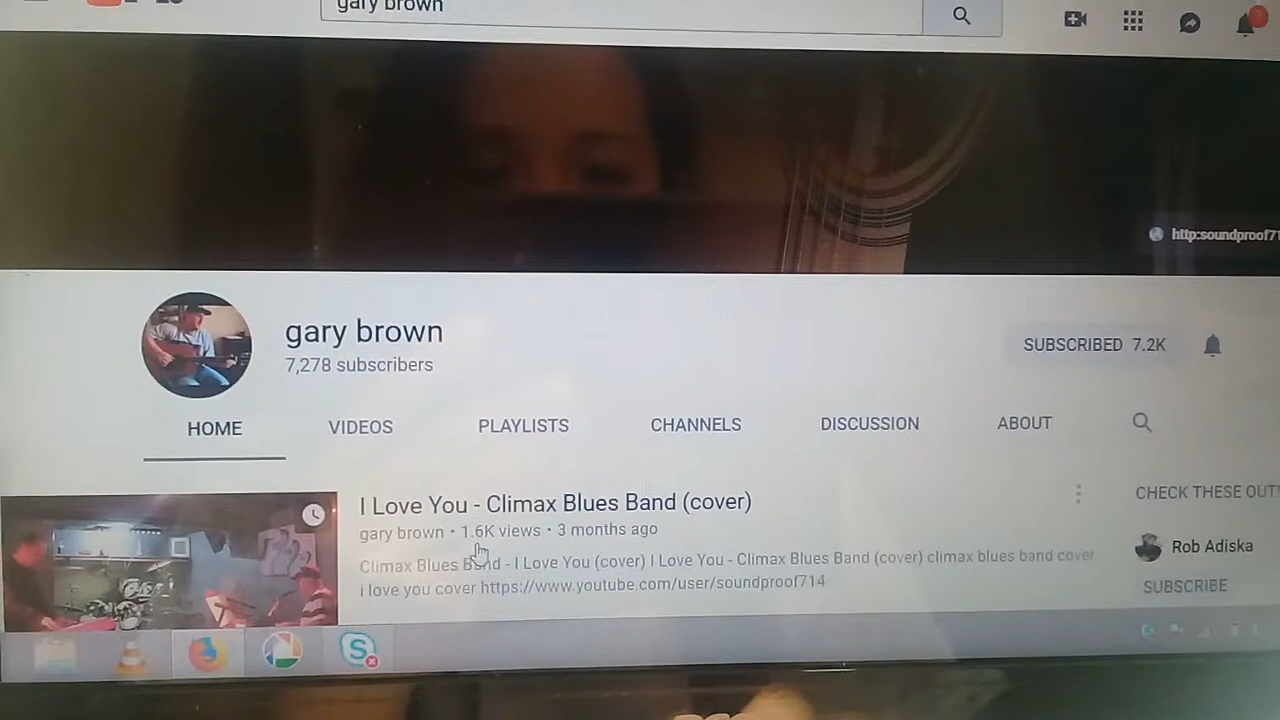 gary brown
http:soundproof71
gary brown
7,278 subscribers
SUBSCRIBED 7.2K
HOME VIDEOS PLAYLISTS CHANNELS DISCUSSION ABOUT
I Love You - Climax Blues Band (cover)
gary brown • 1.6K views • 3 months ago
Climax Blues Band - I Love You (cover) I Love You - Climax Blues Band (cover) climax blues band cover
i love you cover https://www.youtube.com/user/soundproof714
CHECK THESE OUT
Rob Adiska
SUBSCRIBE